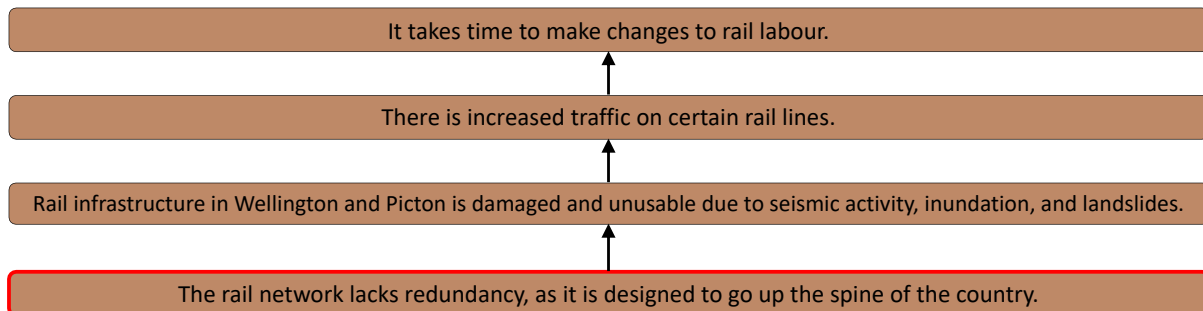 It takes time to make changes to rail labour.
There is increased traffic on certain rail lines.
Rail infrastructure in Wellington and Picton is damaged and unusable due to seismic activity, inundation, and landslides.
The rail network lacks redundancy, as it is designed to go up the spine of the country.